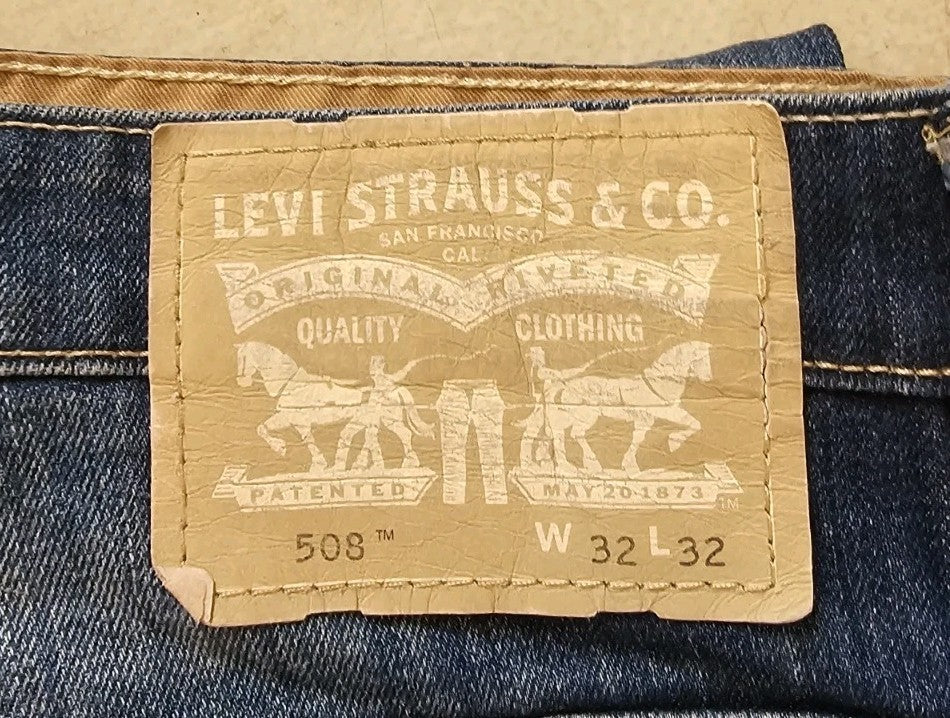 LEVI STRAUSS & CO.
SAN FRANCISCO
CAL.
ORIGINAL RIVETED
QUALITY CLOTHING
PATENTED MAY 20·1873 ™
508™ W 32 L 32